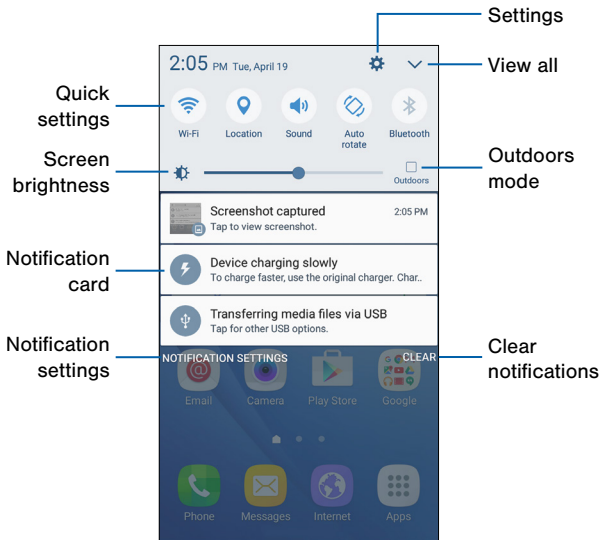 Settings
2:05 PM Tue, April 19
View all
Quick
settings
Wi-Fi
Location
Sound
Auto
rotate
Bluetooth
Screen
brightness
Outdoors
Outdoors
mode
Screenshot captured
2:05 PM
Tap to view screenshot.
Notification
card
Device charging slowly
To charge faster, use the original charger. Char..
Transferring media files via USB
Tap for other USB options.
Notification
settings
NOTIFICATION SETTINGS
CLEAR
Clear
notifications
Email
Camera
Play Store
Google
Phone
Messages
Internet
Apps